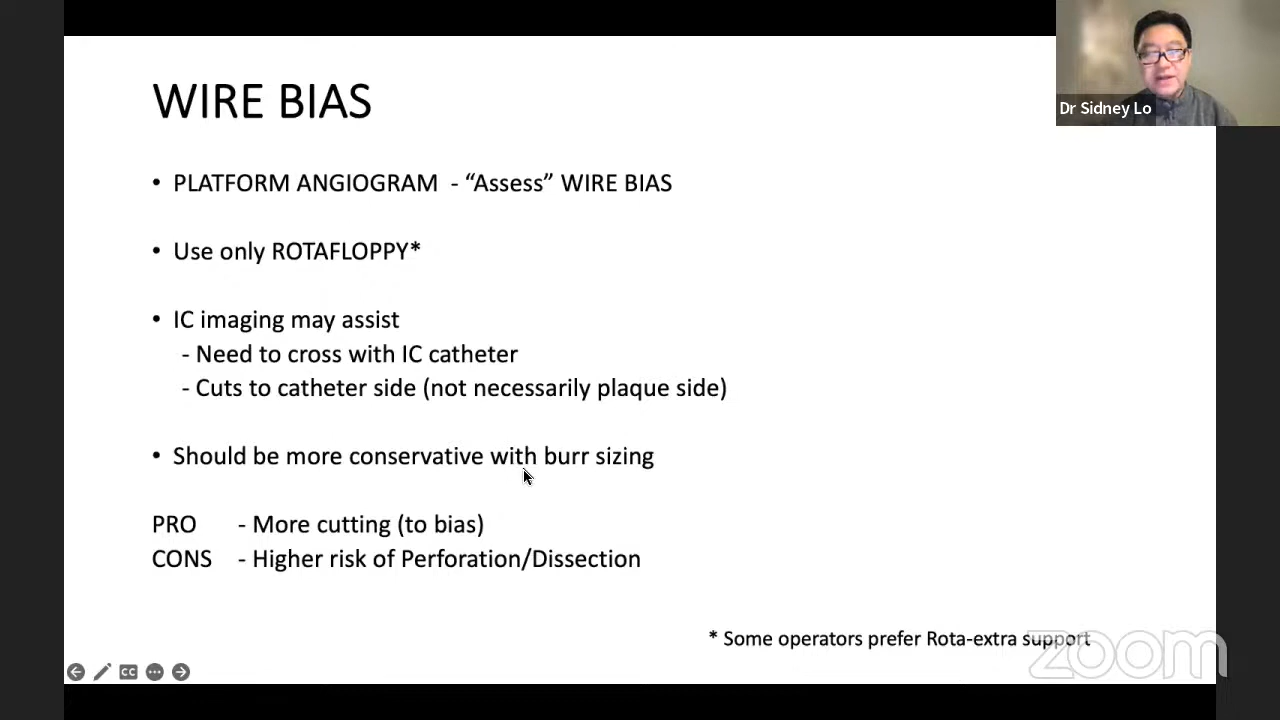 WIRE BIAS
Dr Sidney Lo
• PLATFORM ANGIOGRAM - “Assess” WIRE BIAS
• Use only ROTAFLOPPY*
• IC imaging may assist
- Need to cross with IC catheter
- Cuts to catheter side (not necessarily plaque side)
• Should be more conservative with burr sizing
PRO - More cutting (to bias)
CONS - Higher risk of Perforation/Dissection
* Some operators prefer Rota-extra support
zoom
CC